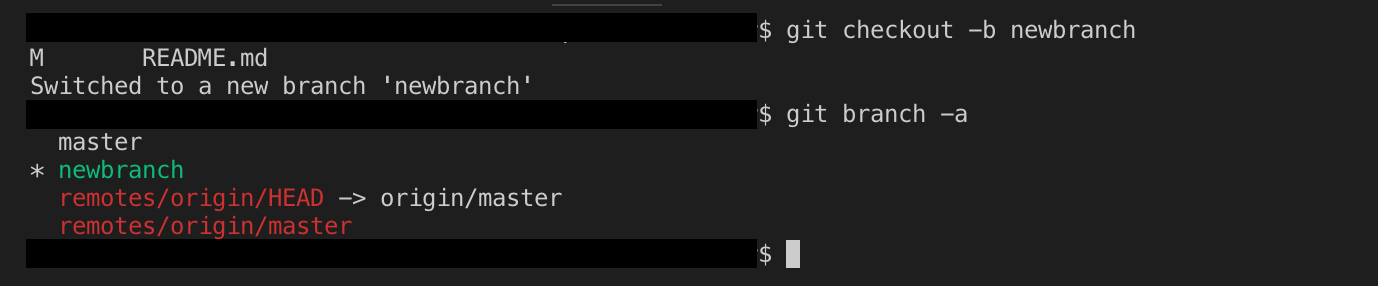 $ git checkout -b newbranch
M       README.md
Switched to a new branch 'newbranch'
$ git branch -a
  master
* newbranch
  remotes/origin/HEAD -> origin/master
  remotes/origin/master
$